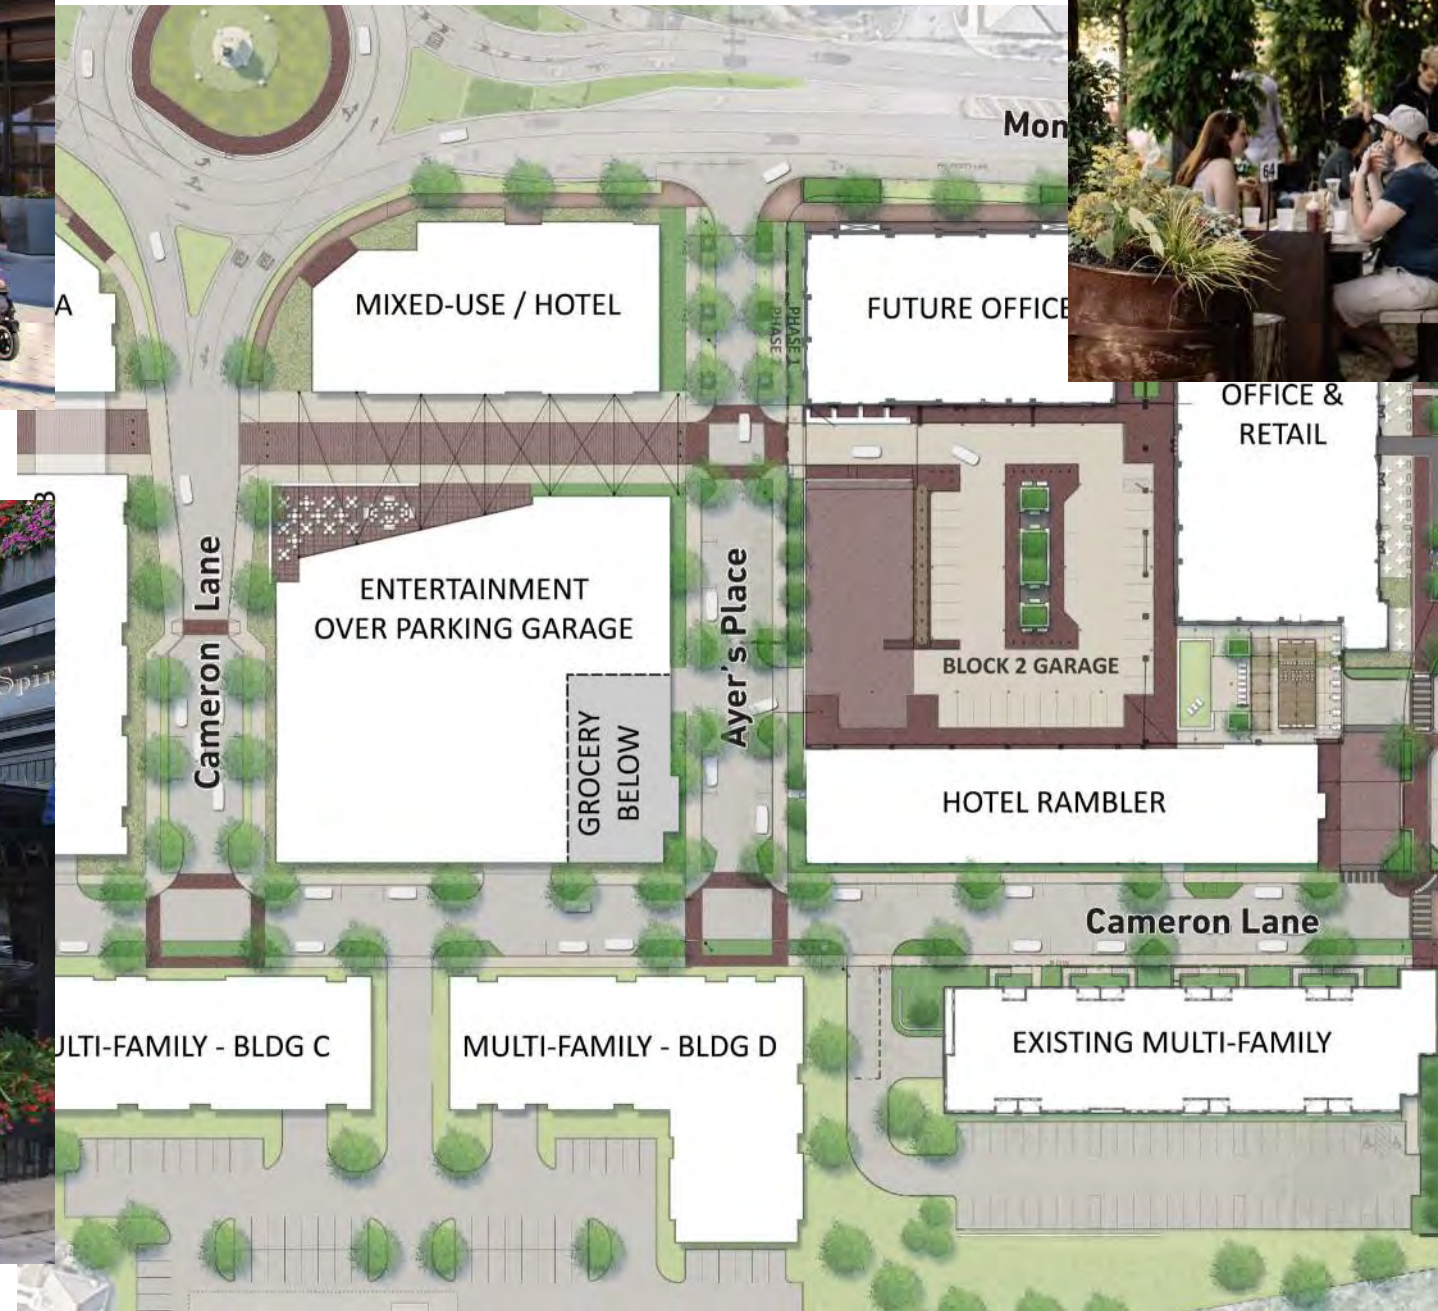 Mon
64
MIXED-USE / HOTEL
FUTURE OFFICE
A
PHASE 1
PHASE 2
OFFICE &
RETAIL
B
ENTERTAINMENT
OVER PARKING GARAGE
Cameron Lane
Ayer's Place
BLOCK 2 GARAGE
Spir
GROCERY
BELOW
HOTEL RAMBLER
Cameron Lane
ULTI-FAMILY - BLDG C
MULTI-FAMILY - BLDG D
EXISTING MULTI-FAMILY